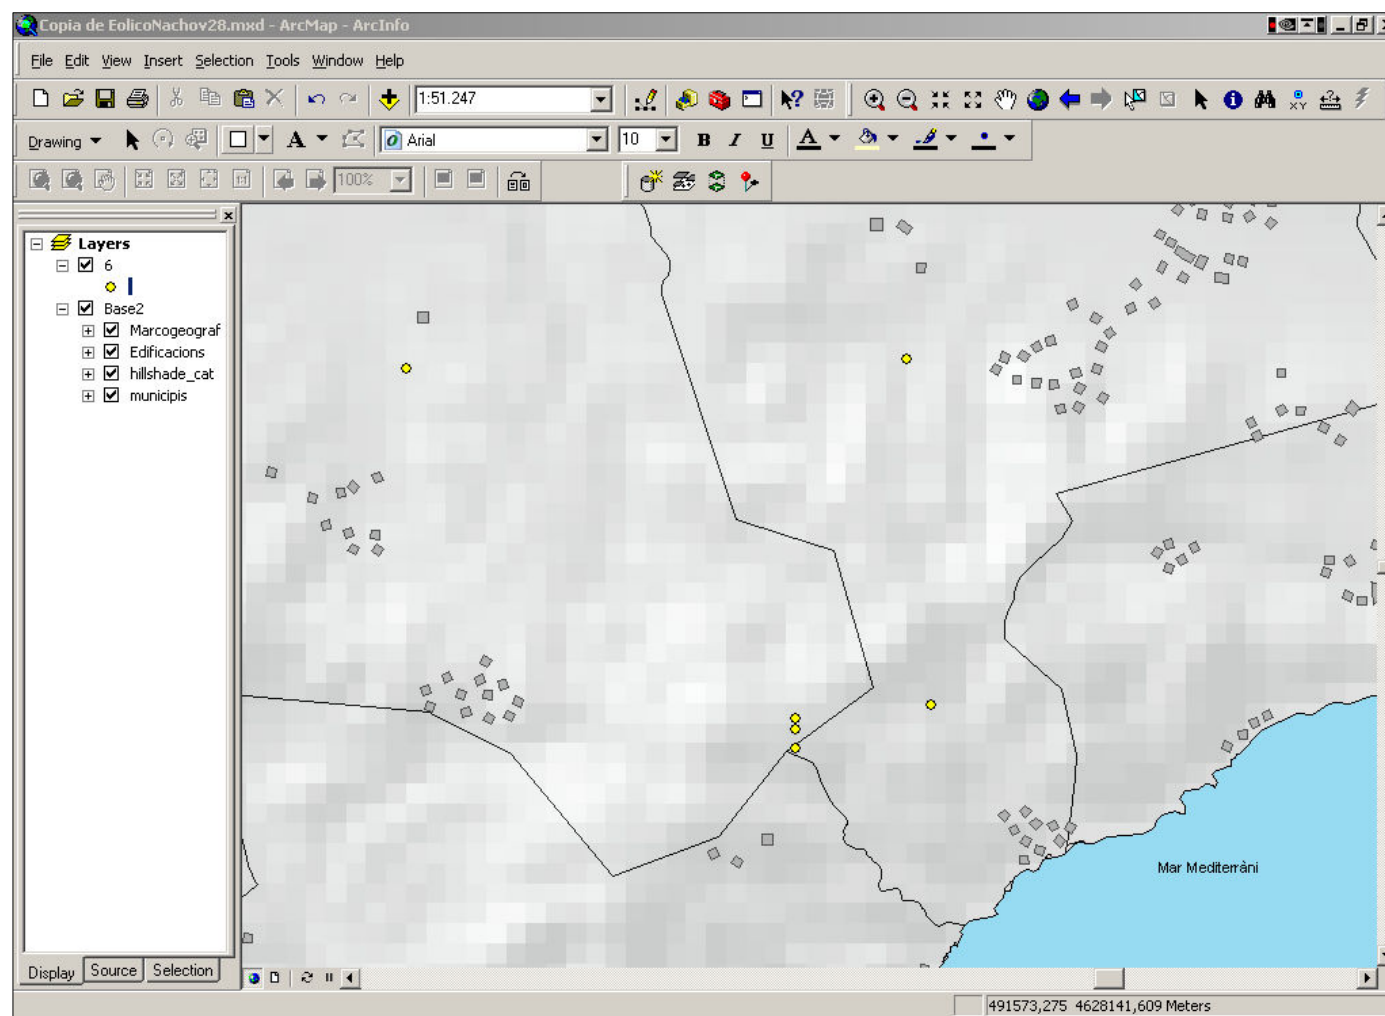 Copia de EolicoNachov28.mxd - ArcMap - ArcInfo
File Edit View Insert Selection Tools Window Help
1:51.247
Drawing A Arial 10 B I U A
100% 1:1
Layers
6
Base2
Marcogeograf
Edificacions
hillshade_cat
municipis
Mar Mediterràni
Display Source Selection
491573,275 4628141,609 Meters